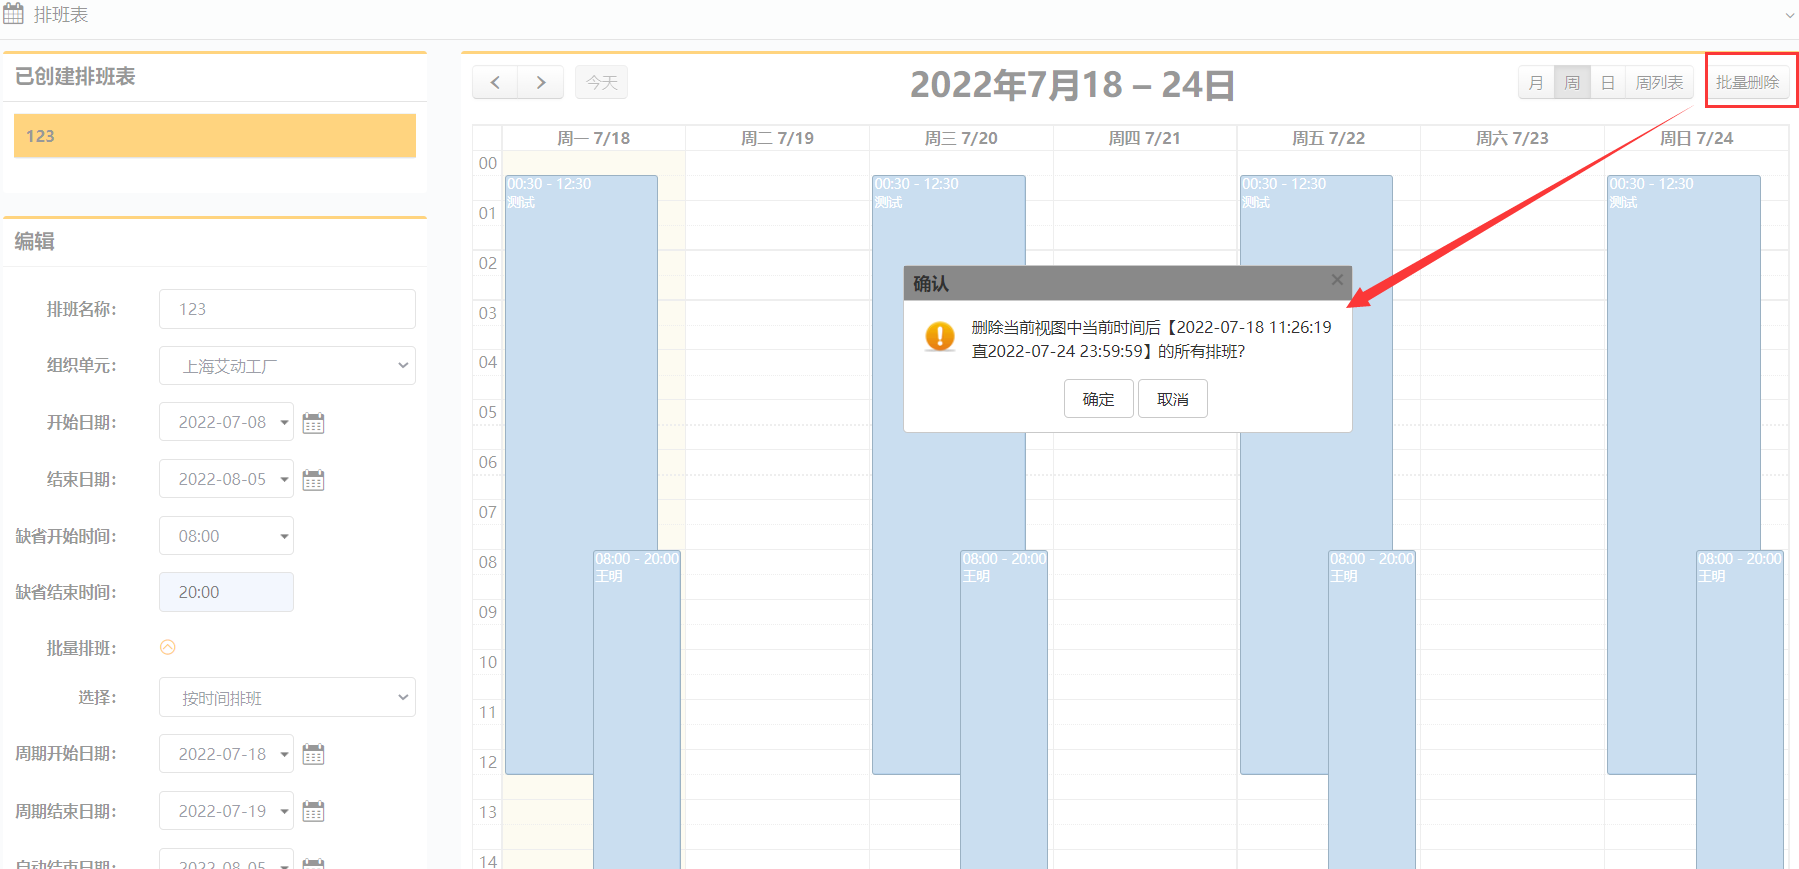 排班表
已创建排班表
123
编辑
排班名称：
123
组织单元：
上海艾动工厂
开始日期：
2022-07-08
结束日期：
2022-08-05
缺省开始时间：
08:00
缺省结束时间：
20:00
批量排班：
选择：
按时间排班
周期开始日期：
2022-07-18
周期结束日期：
2022-07-19
自动结束日期：
2022-08-05
今天
2022年7月18 – 24日
月
周
日
周列表
批量删除
周一 7/18
周二 7/19
周三 7/20
周四 7/21
周五 7/22
周六 7/23
周日 7/24
00
01
02
03
04
05
06
07
08
09
10
11
12
13
14
00:30 - 12:30
测试
08:00 - 20:00
王明
00:30 - 12:30
测试
08:00 - 20:00
王明
00:30 - 12:30
测试
08:00 - 20:00
王明
00:30 - 12:30
测试
08:00 - 20:00
王明
确认
删除当前视图中当前时间后【2022-07-18 11:26:19
直2022-07-24 23:59:59】的所有排班?
确定
取消